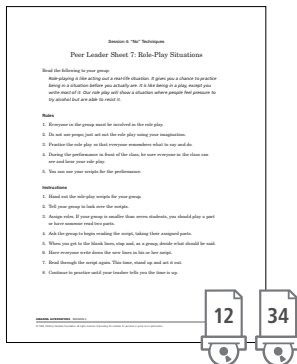 Session 4: "No" Techniques
Peer Leader Sheet 7: Role-Play Situations
Read the following to your group:
Role-playing is like acting out a real-life situation. It gives you a chance to practice
being in a situation before you actually are. It is like being in a play, except you
write most of it. Our role play will show a situation where people feel pressure to
try alcohol but are able to resist it.
Rules
1. Everyone in the group must be involved in the role play.
2. Do not use props; just act out the role play using your imagination.
3. Practice the role play so that everyone remembers what to say and do.
4. During the performance in front of the class, be sure everyone in the class can
see and hear your role play.
5. You can use your scripts for the performance.
Instructions
1. Hand out the role-play scripts for your group.
2. Tell your group to look over the scripts.
3. Assign roles. If your group is smaller than seven students, you should play a part
or have someone read two parts.
4. Ask the group to begin reading the script, taking their assigned parts.
5. When you get to the blank lines, stop and, as a group, decide what should be said.
6. Have everyone write down the new lines in his or her script.
7. Read through the script again. This time, stand up and act it out.
8. Continue to practice until your teacher tells you the time is up.
12
34